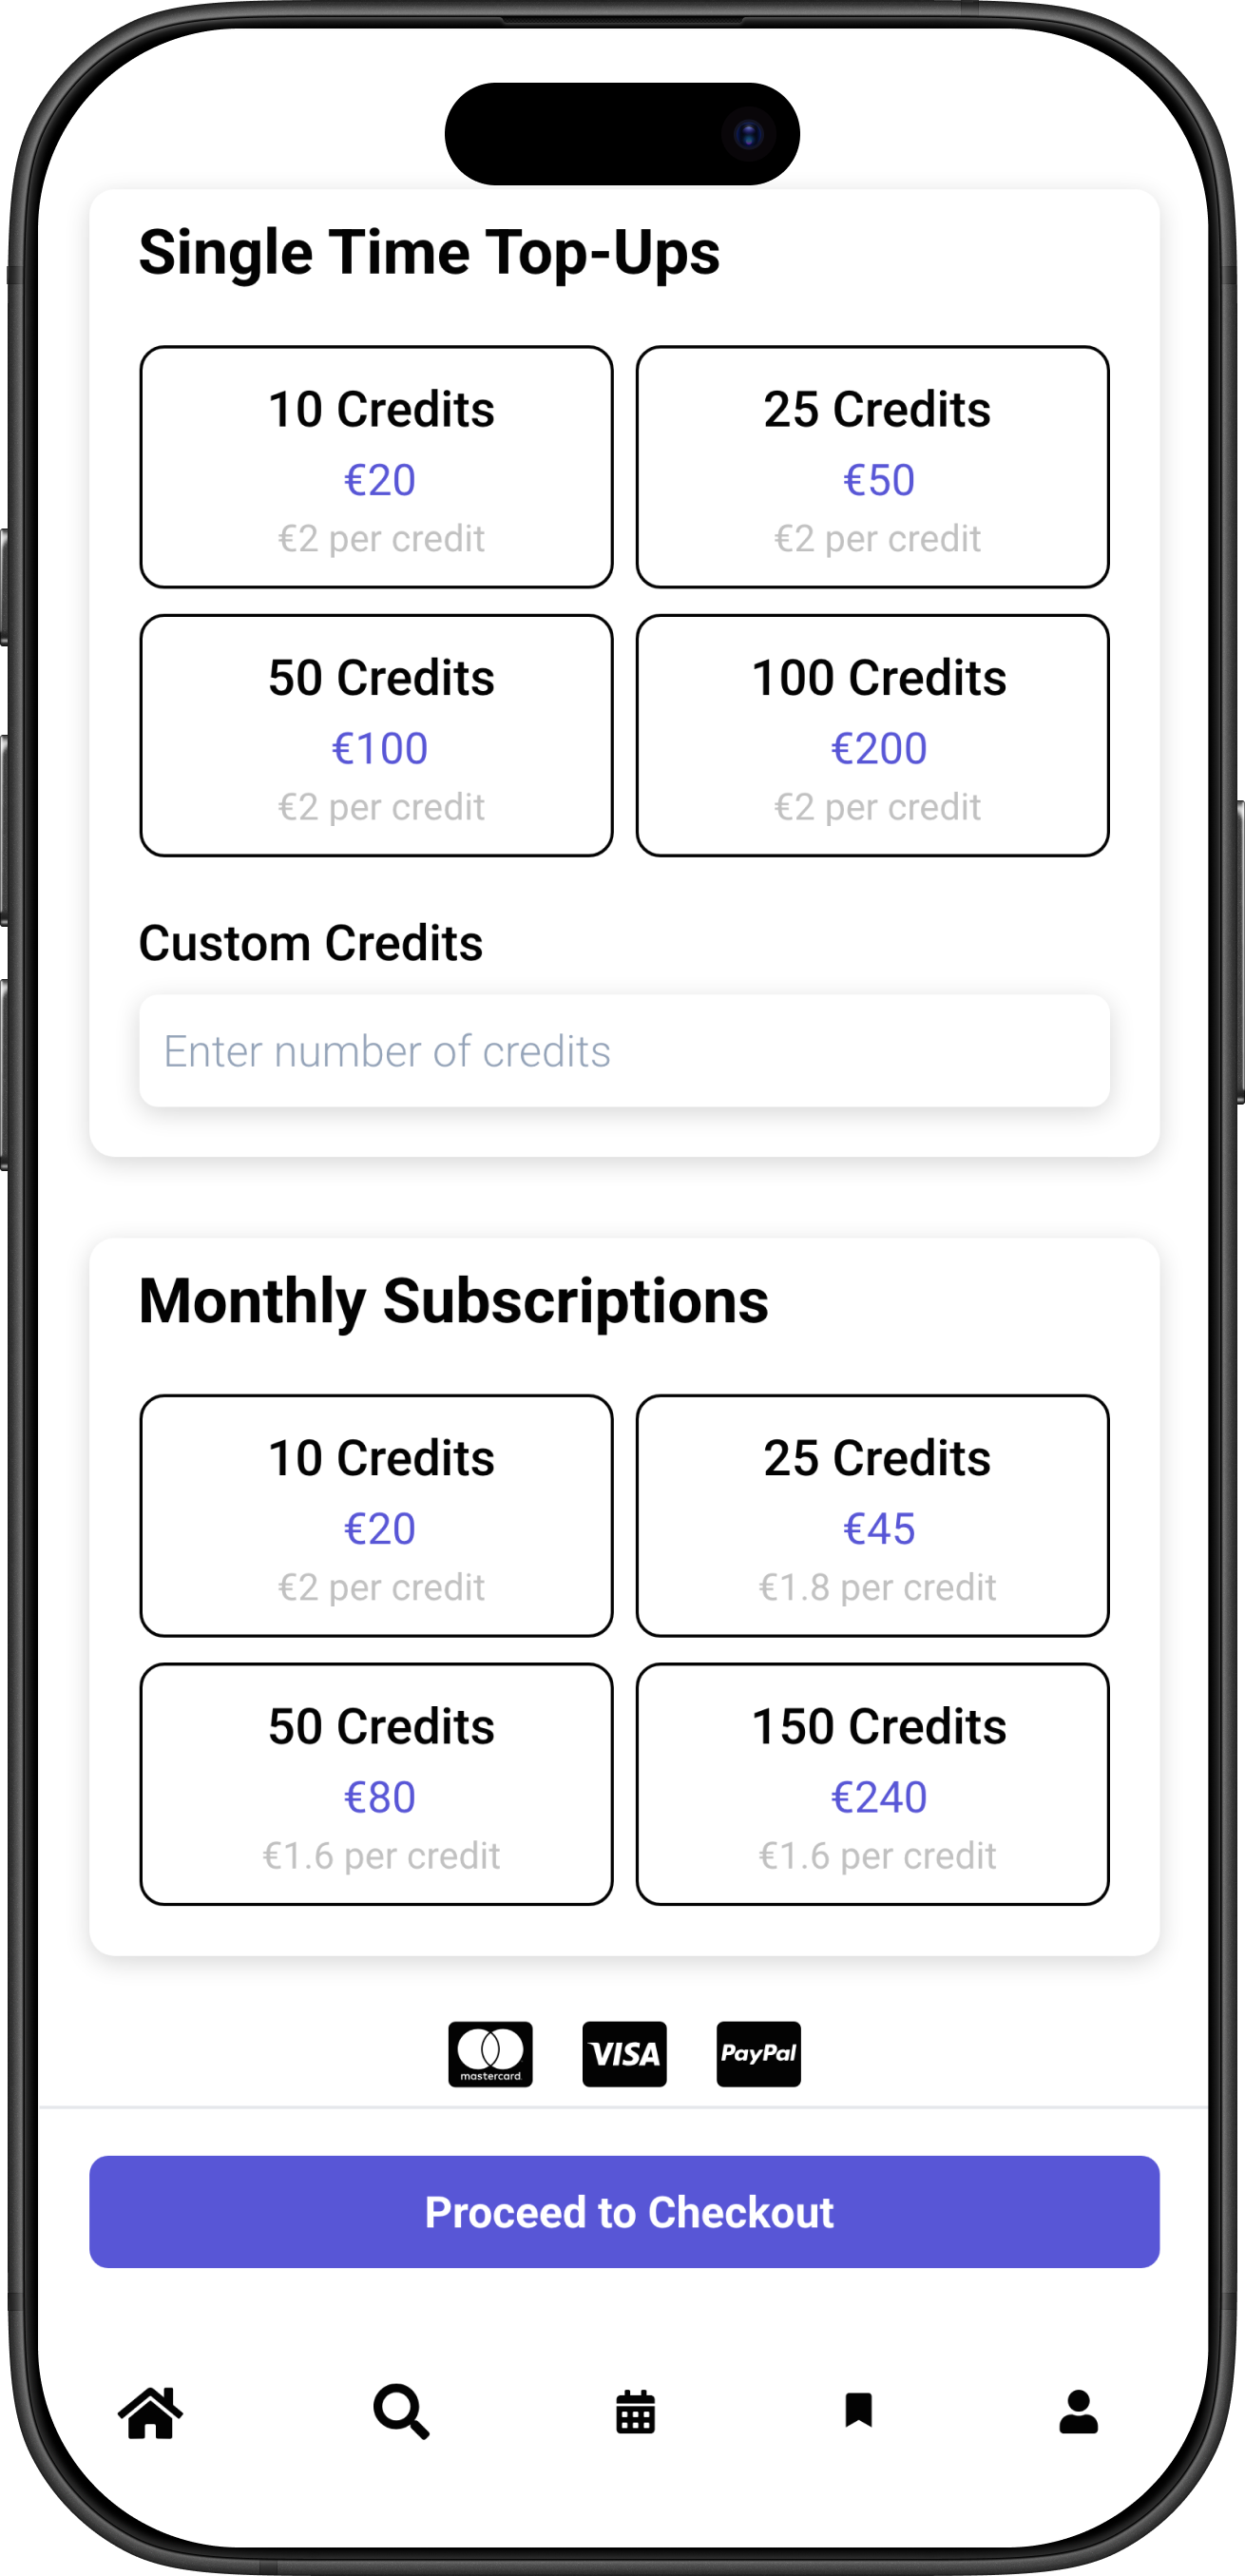 Single Time Top-Ups
10 Credits
€20
€2 per credit
25 Credits
€50
€2 per credit
50 Credits
€100
€2 per credit
100 Credits
€200
€2 per credit
Custom Credits
Enter number of credits
Monthly Subscriptions
10 Credits
€20
€2 per credit
25 Credits
€45
€1.8 per credit
50 Credits
€80
€1.6 per credit
150 Credits
€240
€1.6 per credit
mastercard.
VISA
PayPal
Proceed to Checkout